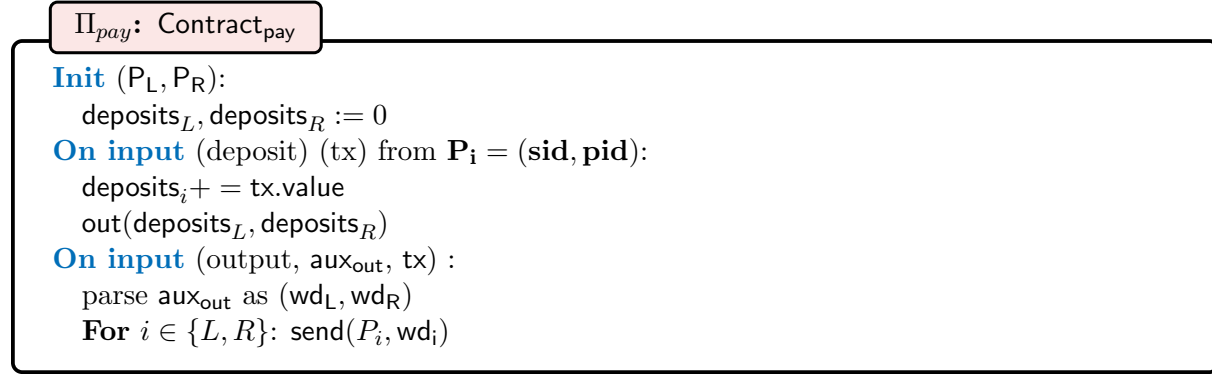 Π_pay: Contract_pay
Init (P_L, P_R):
deposits_L, deposits_R := 0
On input (deposit) (tx) from P_i = (sid, pid):
deposits_i + = tx.value
out(deposits_L, deposits_R)
On input (output, aux_out, tx) :
parse aux_out as (wd_L, wd_R)
For i ∈ {L, R}: send(P_i, wd_i)